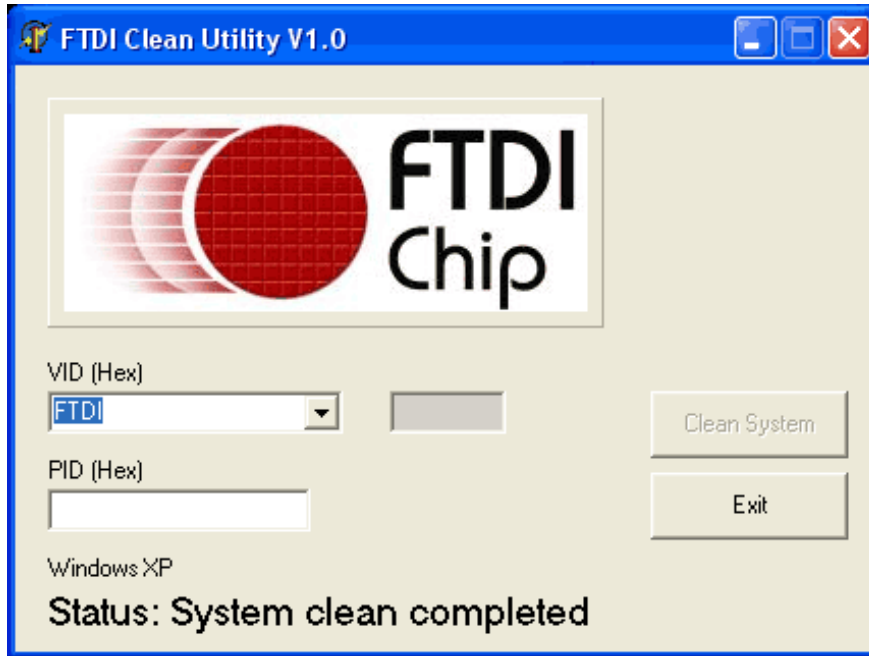 FTDI Clean Utility V1.0
FTDI
Chip
VID (Hex)
FTDI
Clean System
PID (Hex)
Exit
Windows XP
Status: System clean completed